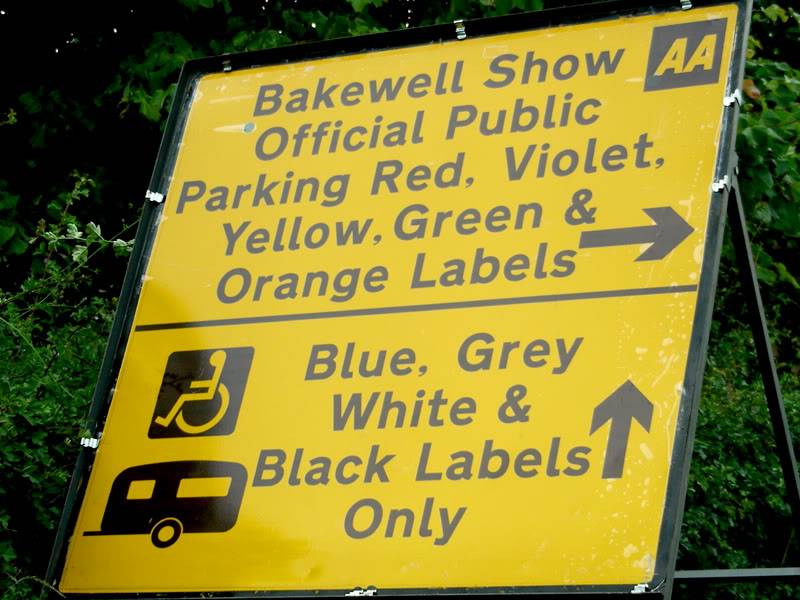 AA
Bakewell Show
Official Public
Parking Red, Violet,
Yellow, Green &
Orange Labels
Blue, Grey
White &
Black Labels
Only